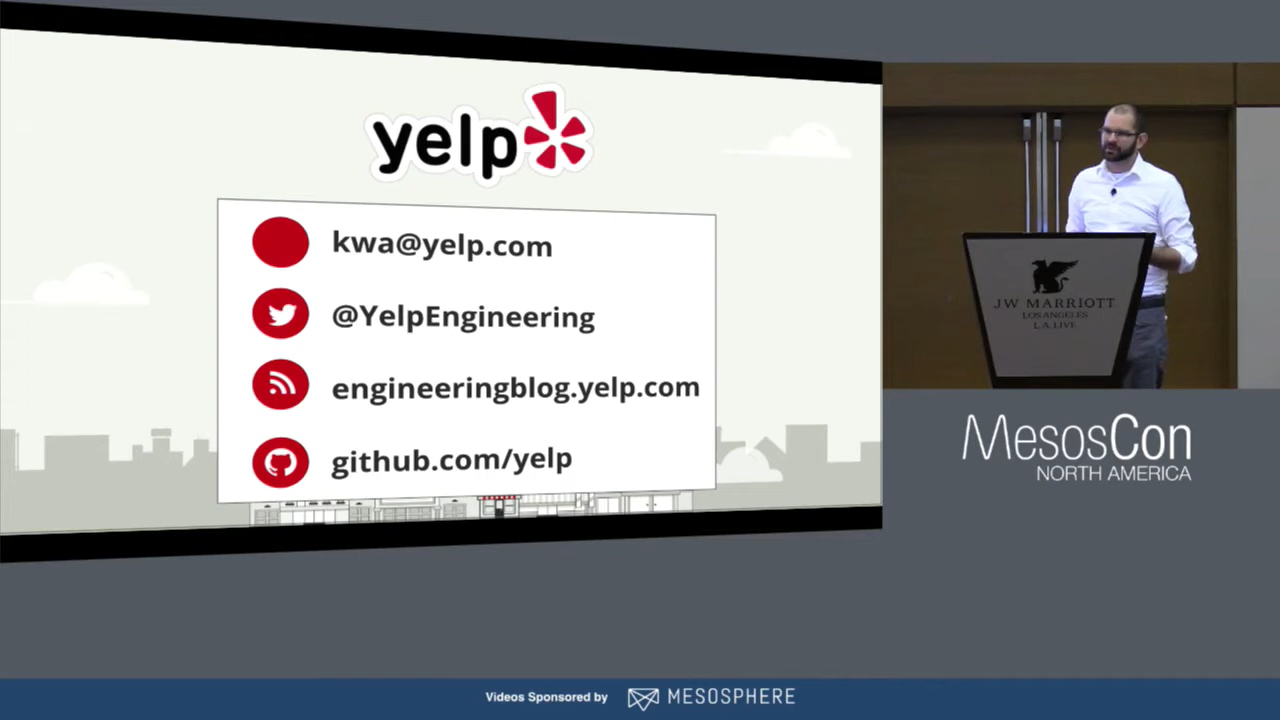 yelp
kwa@yelp.com
@YelpEngineering
engineeringblog.yelp.com
github.com/yelp
JW MARRIOTT
LOS ANGELES
L.A. LIVE
MesosCon
NORTH AMERICA
Videos Sponsored by MESOSPHERE